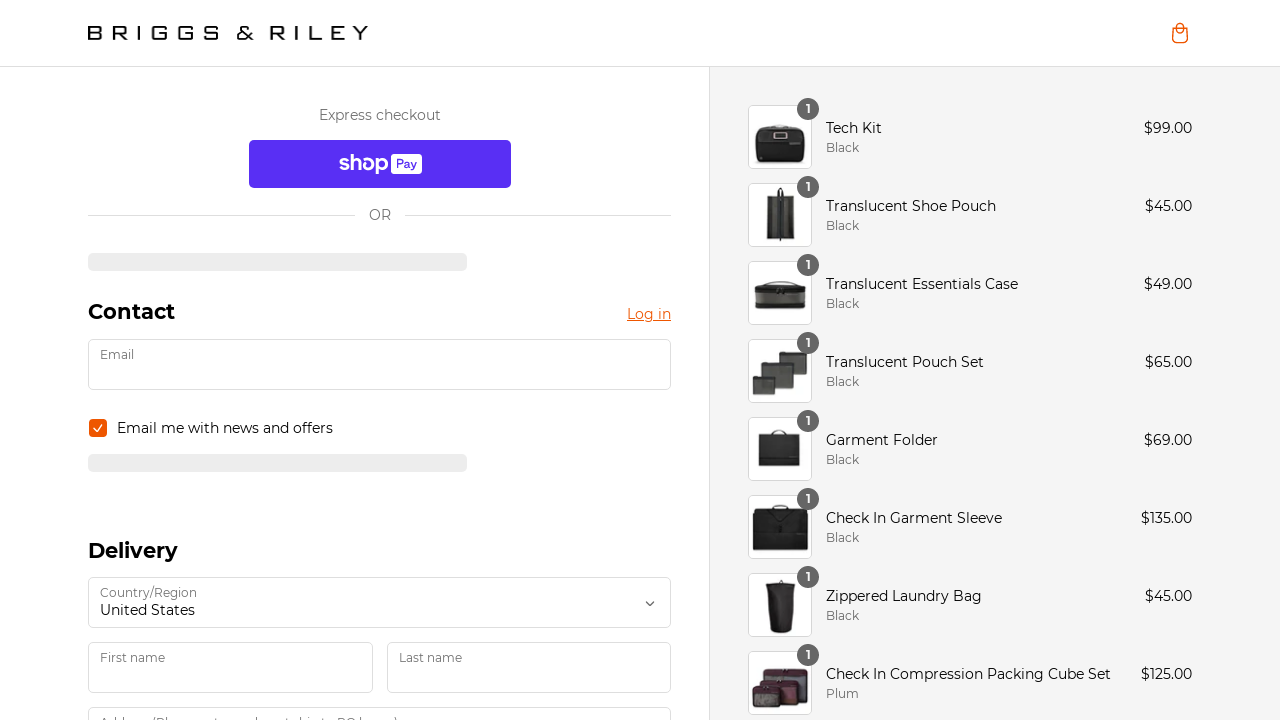 BRIGGS & RILEY
Express checkout
shop Pay
OR
Contact
Log in
Email
Email me with news and offers
Delivery
Country/Region
United States
First name
Last name
1
Tech Kit
$99.00
Black
1
Translucent Shoe Pouch
$45.00
Black
1
Translucent Essentials Case
$49.00
Black
1
Translucent Pouch Set
$65.00
Black
1
Garment Folder
$69.00
Black
1
Check In Garment Sleeve
$135.00
Black
1
Zippered Laundry Bag
$45.00
Black
1
Check In Compression Packing Cube Set
$125.00
Plum